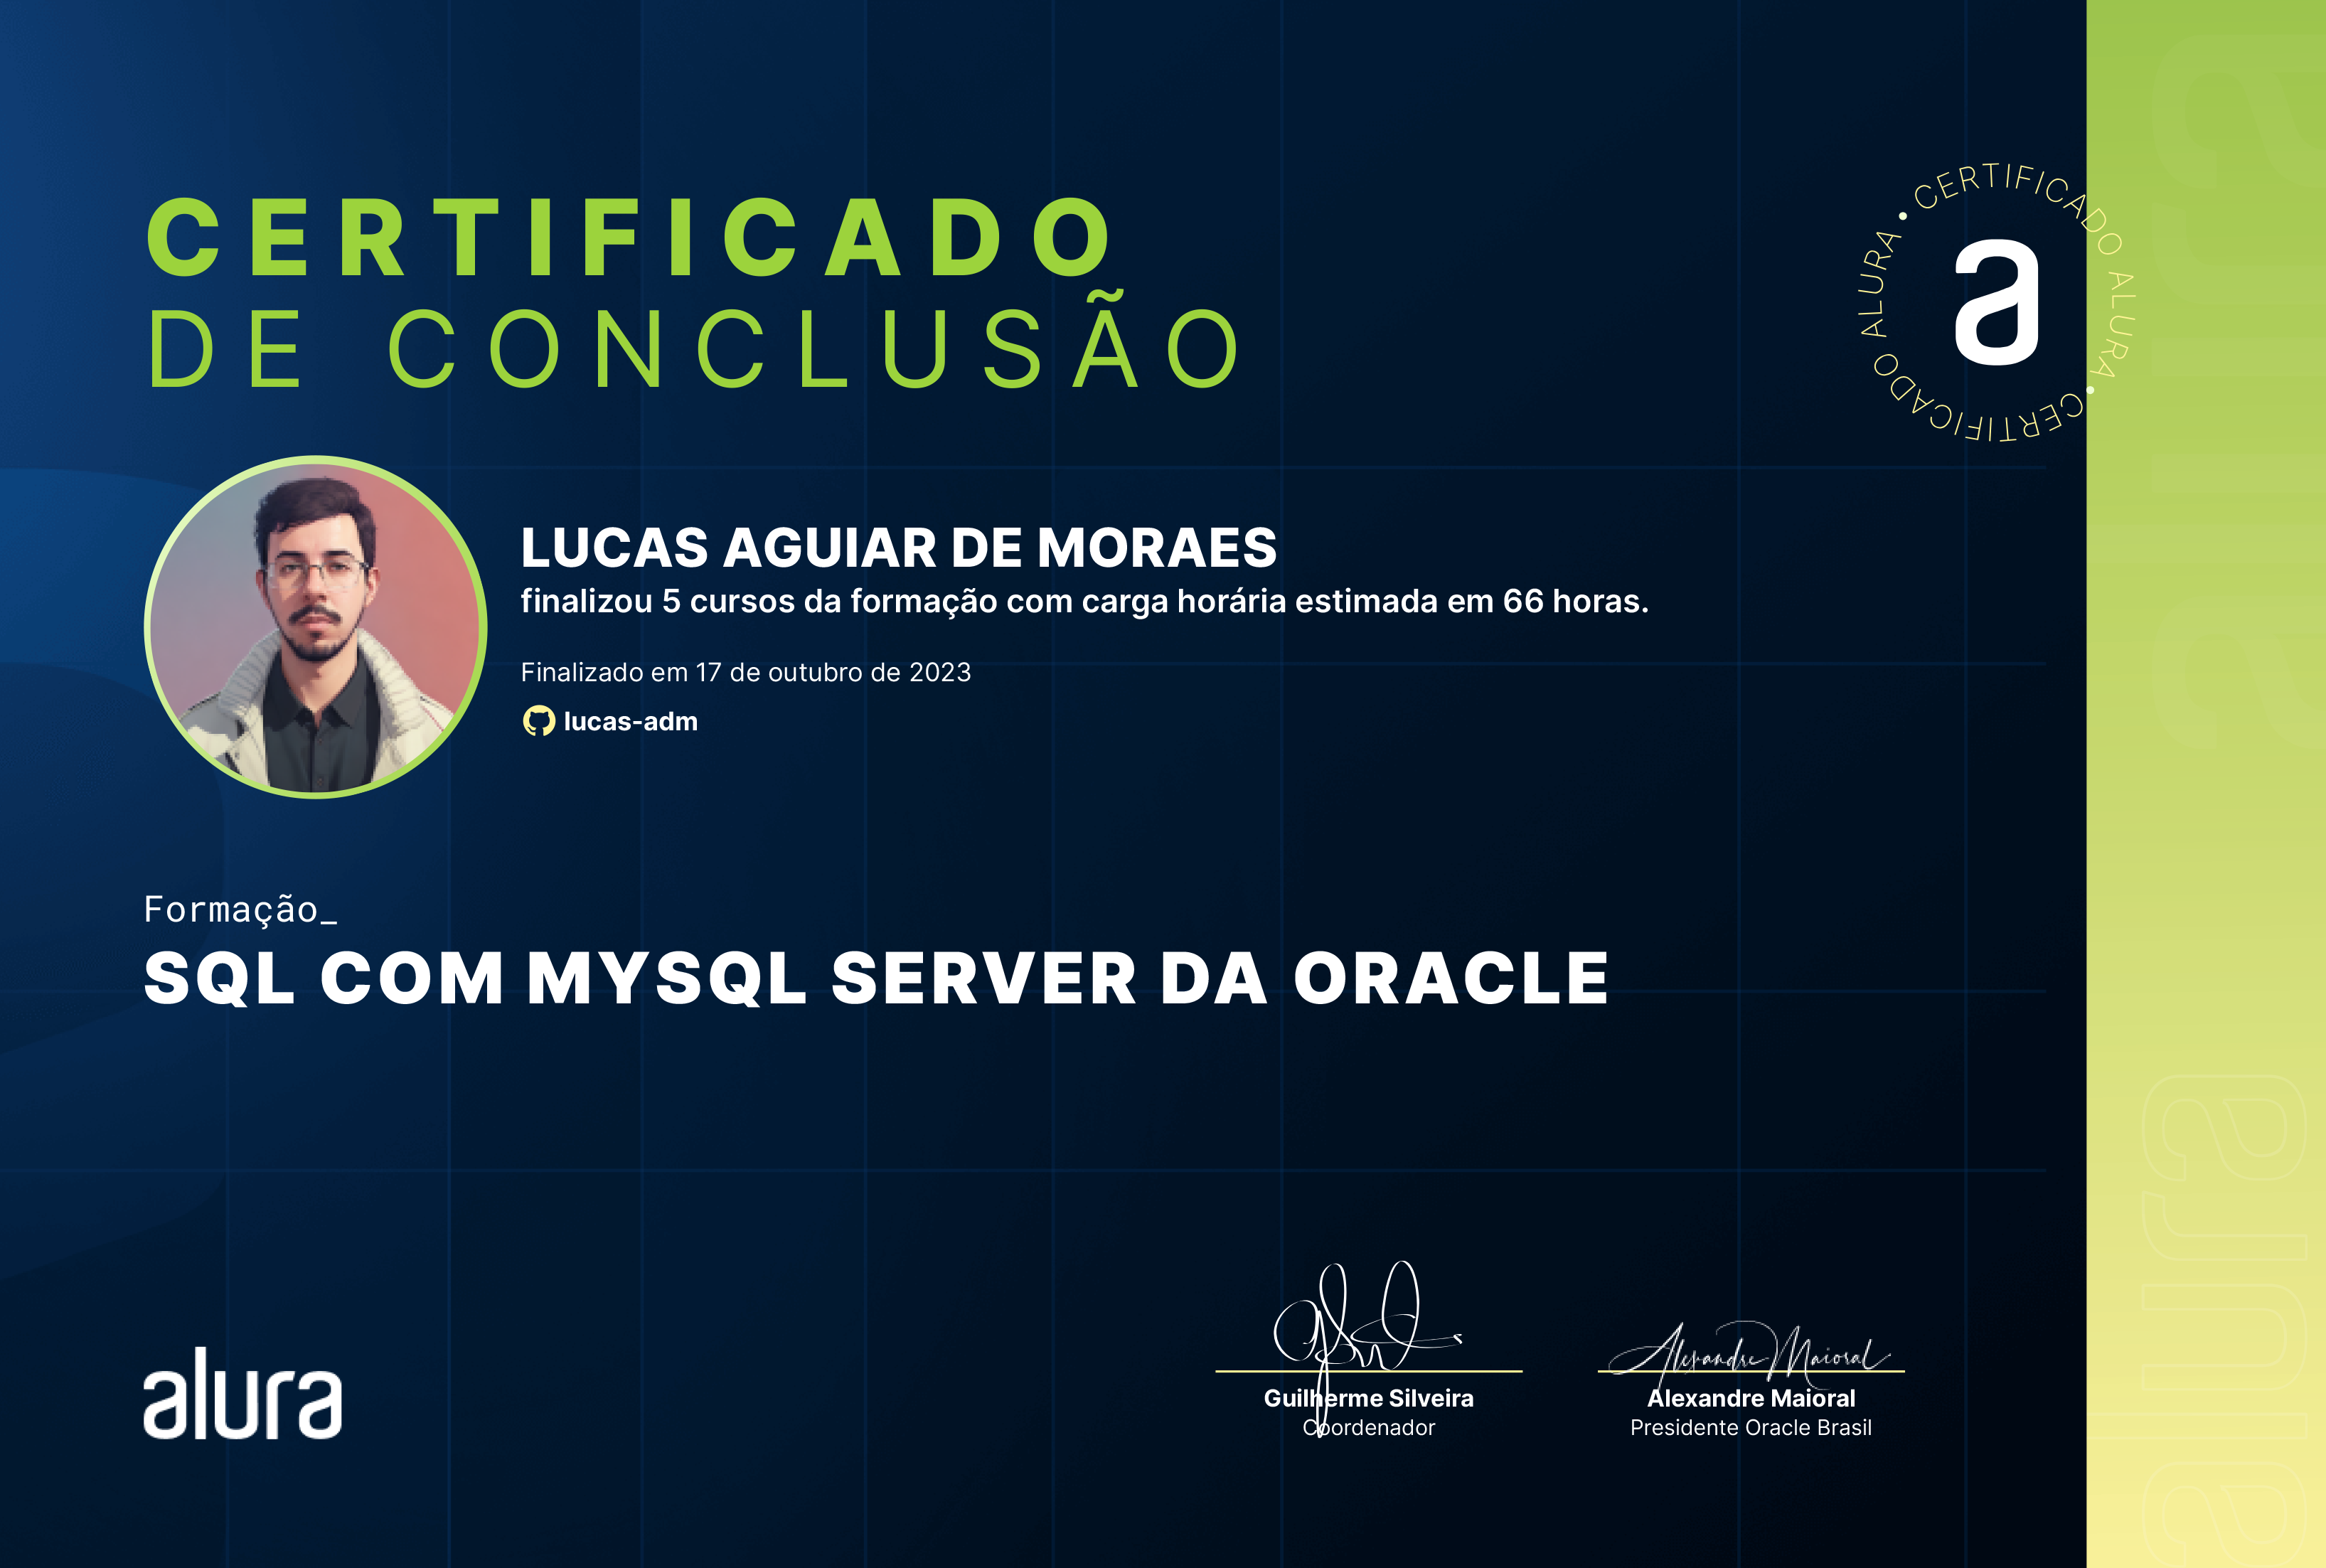 CERTIFICADO
DE CONCLUSÃO
• CERTIFICADO ALURA • CERTIFICADO ALURA
a
LUCAS AGUIAR DE MORAES
finalizou 5 cursos da formação com carga horária estimada em 66 horas.
Finalizado em 17 de outubro de 2023
lucas-adm
Formação_
SQL COM MYSQL SERVER DA ORACLE
alura
Alexandre Maioral
Guilherme Silveira
Coordenador
Alexandre Maioral
Presidente Oracle Brasil
alura